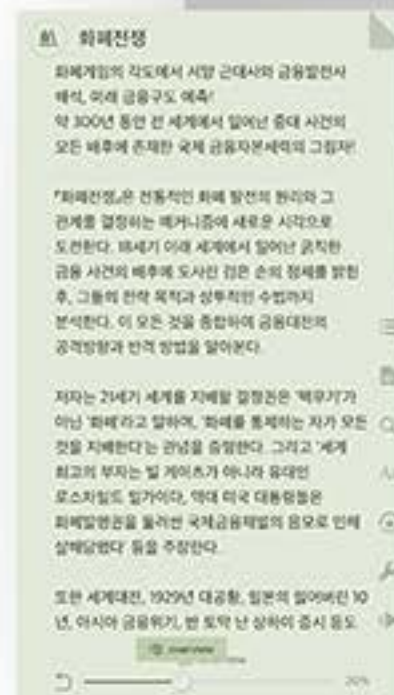 화폐전쟁
화폐게임의 각도에서 서양 근대사와 금융발전사
해석, 미래 금융구도 예측!
약 300년 동안 전 세계에서 일어난 중대 사건의
모든 배후에 존재한 국제 금융자본세력의 그림자!
『화폐전쟁』은 전통적인 화폐 발전의 원리와 그
관계를 결정하는 메커니즘에 새로운 시각으로
도전한다. 18세기 이래 세계에서 일어난 굵직한
금융 사건의 배후에 도사린 검은 손의 정체를 밝힌
후, 그들의 전략 목적과 상투적인 수법까지
분석한다. 이 모든 것을 종합하여 금융대전의
공격방향과 반격 방법을 알아본다.
저자는 21세기 세계를 지배할 결정권은 '핵무기'가
아닌 '화폐'라고 말하며, '화폐를 통제하는 자가 모든
것을 지배한다'는 관념을 증명한다. 그리고 '세계
최고의 부자는 빌 게이츠가 아니라 유대인
로스차일드 일가이다, 역대 미국 대통령들은
화폐발행권을 둘러싼 국제금융재벌의 음모로 인해
살해당했다' 등을 주장한다.
또한 세계대전, 1929년 대공황, 일본의 잃어버린 10
년, 아시아 금융위기, 반 토막 난 상하이 증시 등도